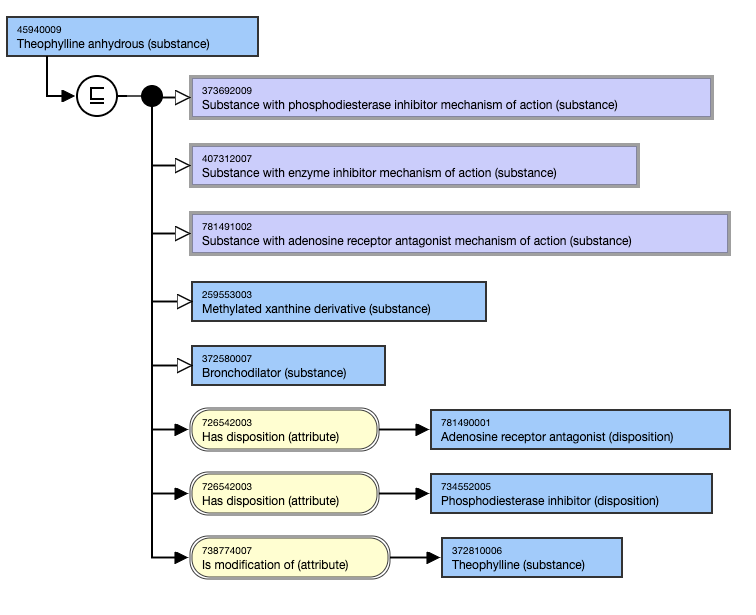 45940009
Theophylline anhydrous (substance)
373692009
Substance with phosphodiesterase inhibitor mechanism of action (substance)
407312007
Substance with enzyme inhibitor mechanism of action (substance)
781491002
Substance with adenosine receptor antagonist mechanism of action (substance)
259553003
Methylated xanthine derivative (substance)
372580007
Bronchodilator (substance)
726542003
Has disposition (attribute)
781490001
Adenosine receptor antagonist (disposition)
726542003
Has disposition (attribute)
734552005
Phosphodiesterase inhibitor (disposition)
738774007
Is modification of (attribute)
372810006
Theophylline (substance)